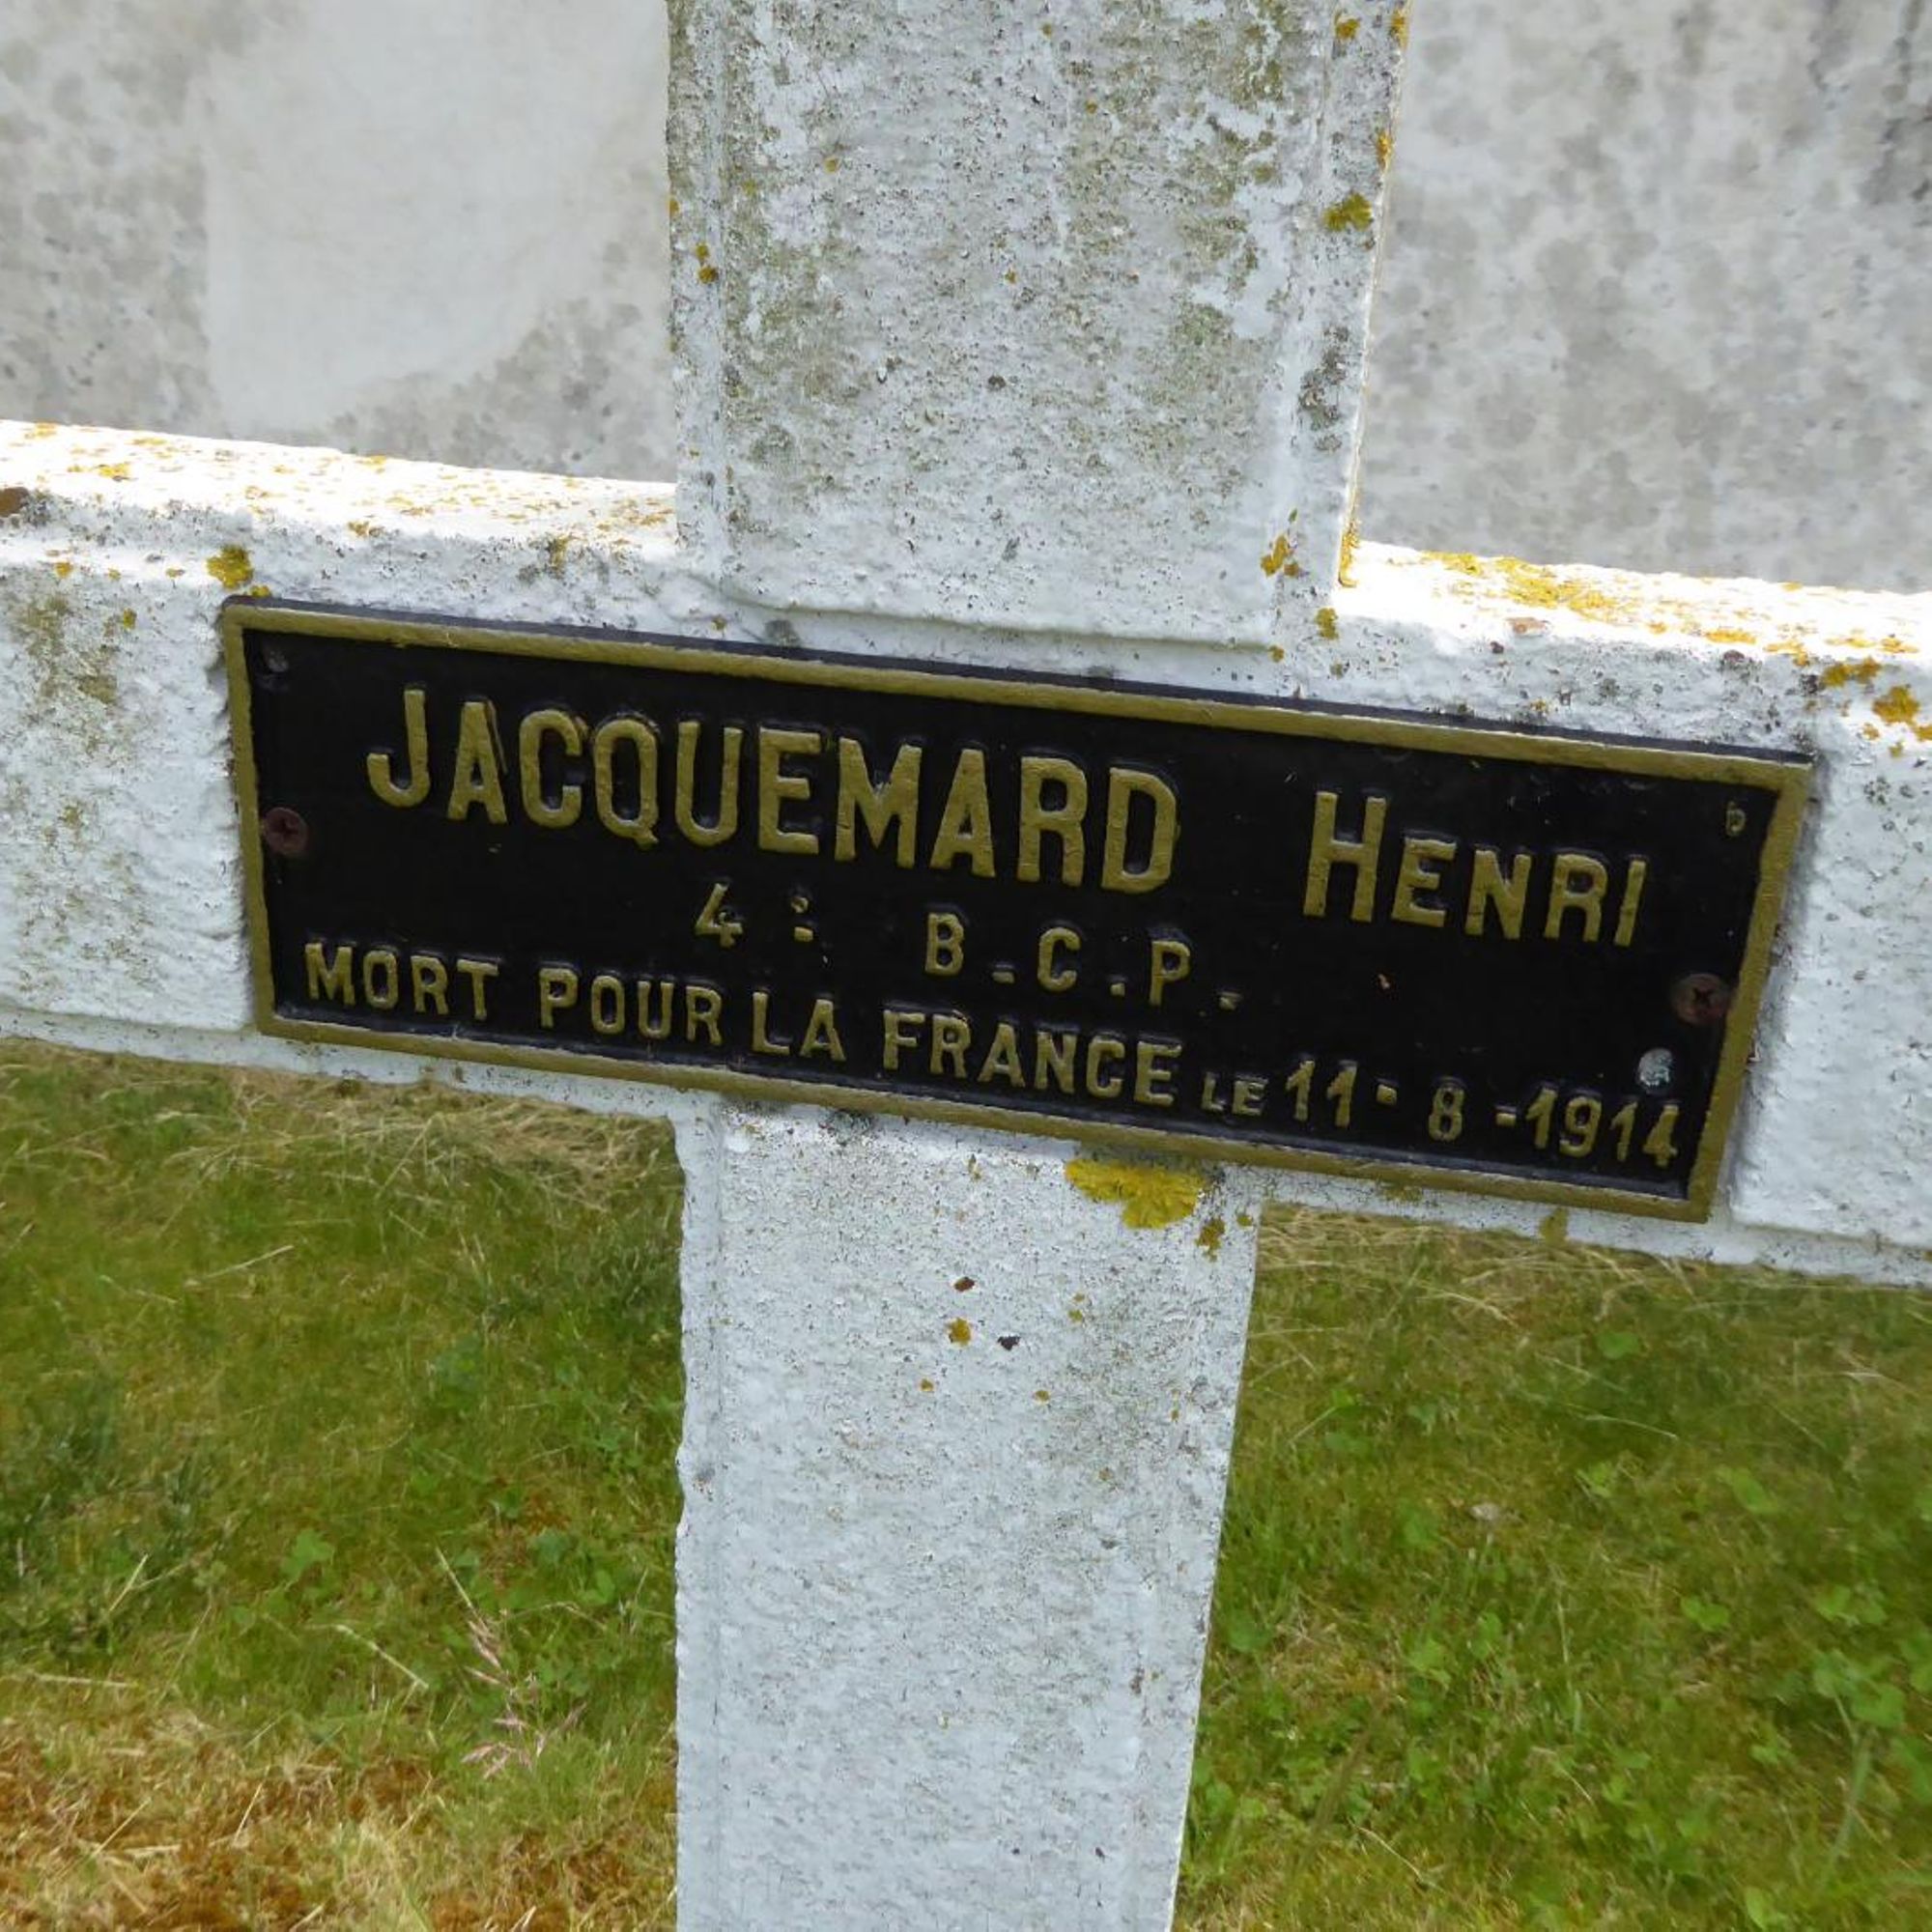 JACQUEMARD HENRI
4: B.C.P.
MORT POUR LA FRANCE LE 11-8-1914